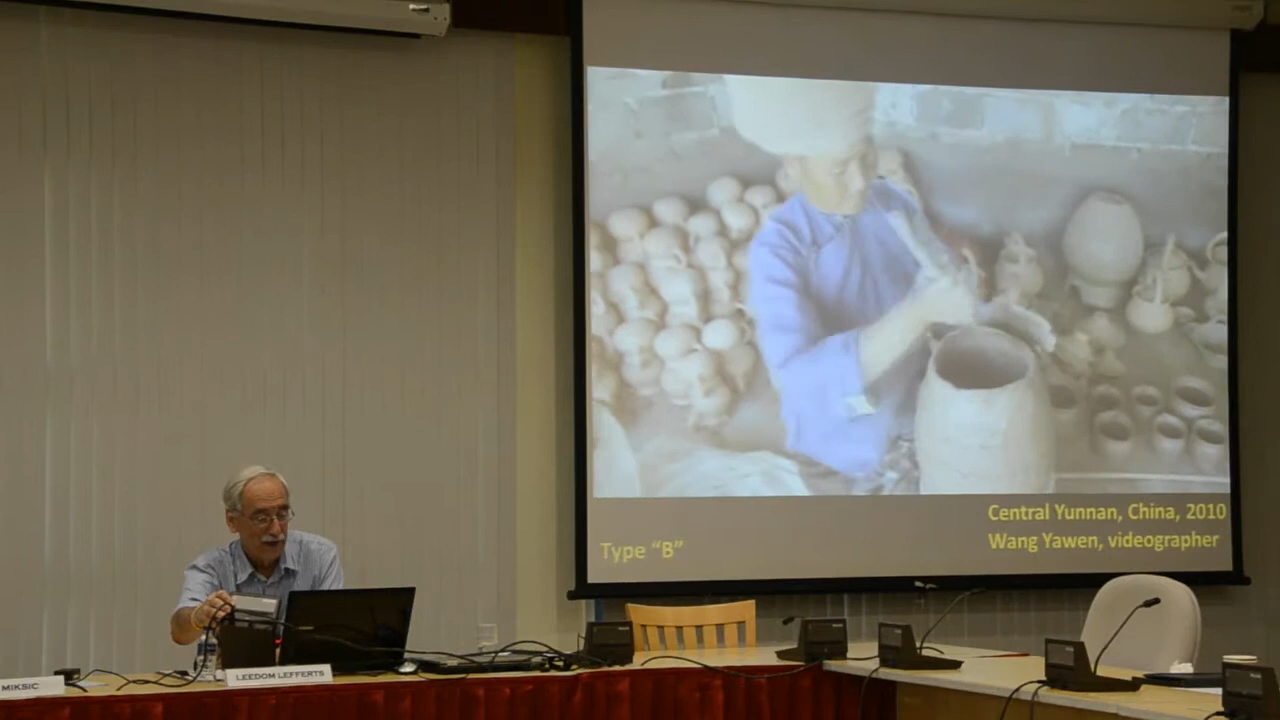 Central Yunnan, China, 2010
Type “B”
Wang Yawen, videographer
MIKSIC
LEEDOM LEFFERTS